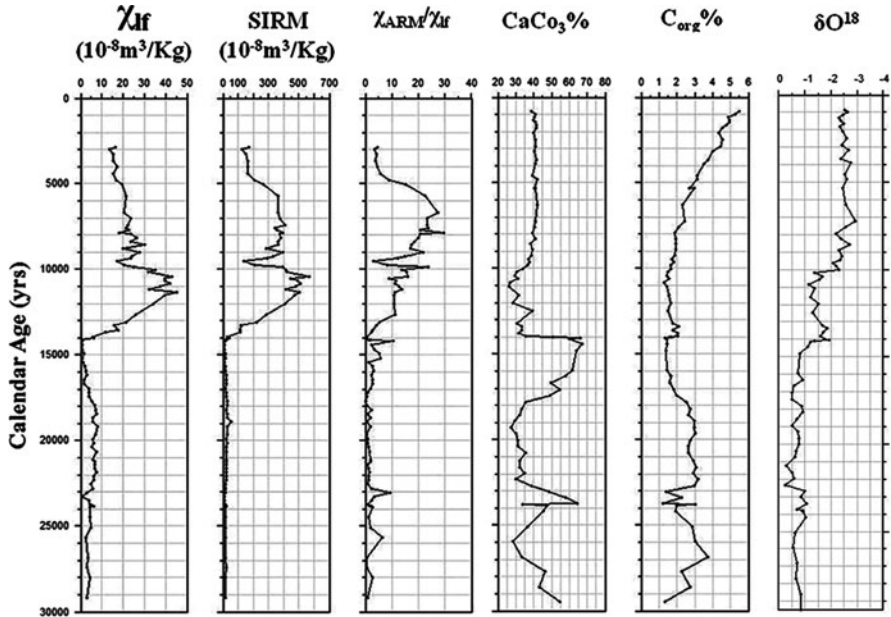 χlf SIRM χARM/χlf CaCo3% Corg% δO18
(10-8m3/Kg) (10-8m3/Kg)
0 10 20 30 40 50 0 100 300 500 700 0 10 20 30 40 20 30 40 50 60 70 80 0 1 2 3 4 5 6 0 -1 -2 -3 -4
0
5000
10000
15000
20000
25000
30000
Calendar Age (yrs)